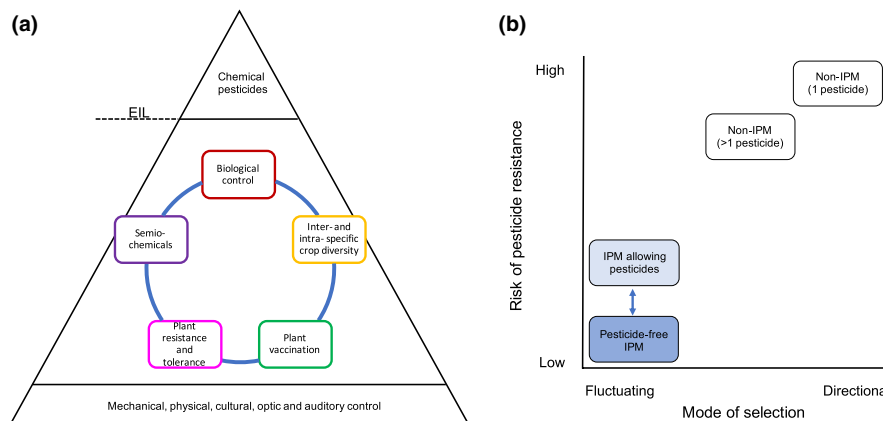 (a)
Chemical
pesticides
EIL
Biological
control
Semio-
chemicals
Inter- and
intra- specific
crop diversity
Plant
resistance
and
tolerance
Plant
vaccination
Mechanical, physical, cultural, optic and auditory control
(b)
High
Risk of pesticide resistance
Low
Non-IPM
(1 pesticide)
Non-IPM
(>1 pesticide)
IPM allowing
pesticides
Pesticide-free
IPM
Fluctuating
Directiona
Mode of selection